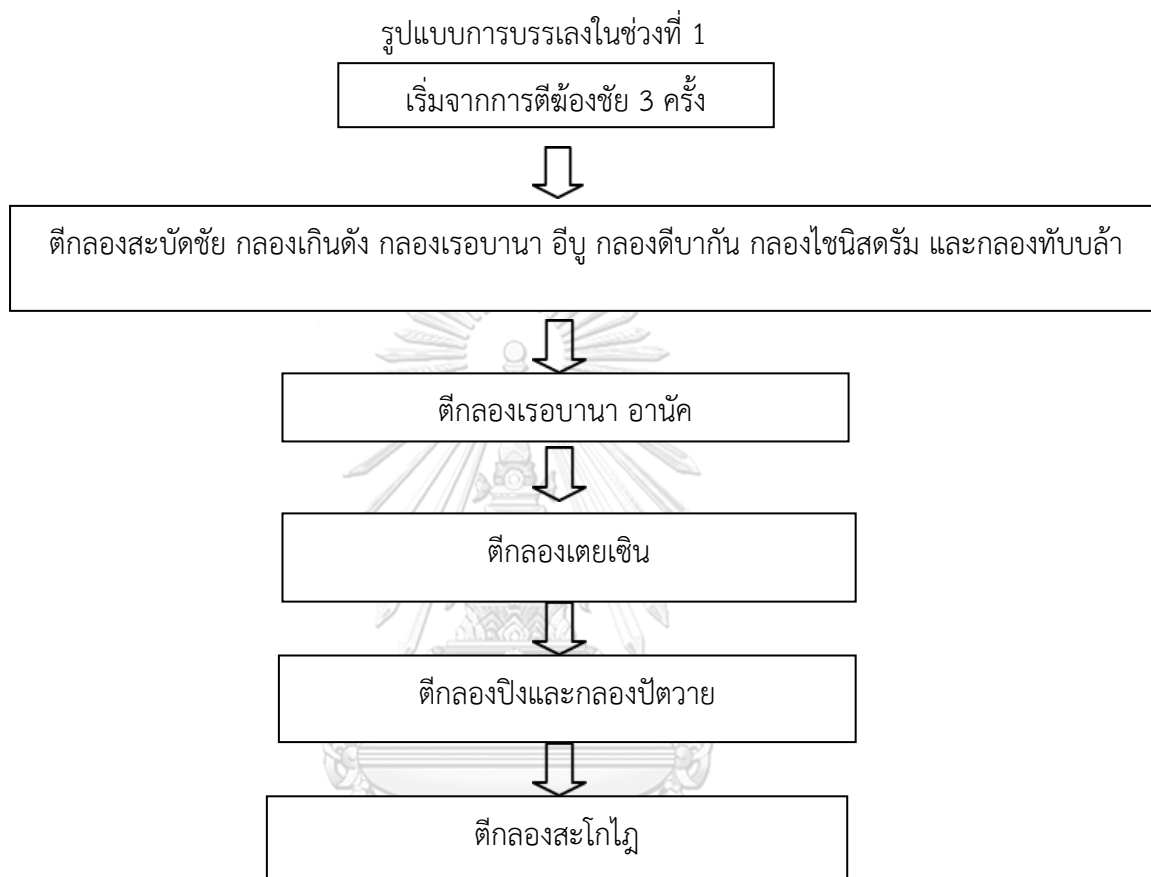 รูปแบบการบรรเลงในช่วงที่ 1
เริ่มจากการตีฆ้องชัย 3 ครั้ง
ตีกลองสะบัดชัย กลองเกินดัง กลองเรอบานา อีบู กลองดีบากัน กลองไชนิสดรัม และกลองทับบล้า
ตีกลองเรอบานา อานัค
ตีกลองเตยเซิน
ตีกลองปิงและกลองปัตวาย
ตีกลองสะโกไฎ